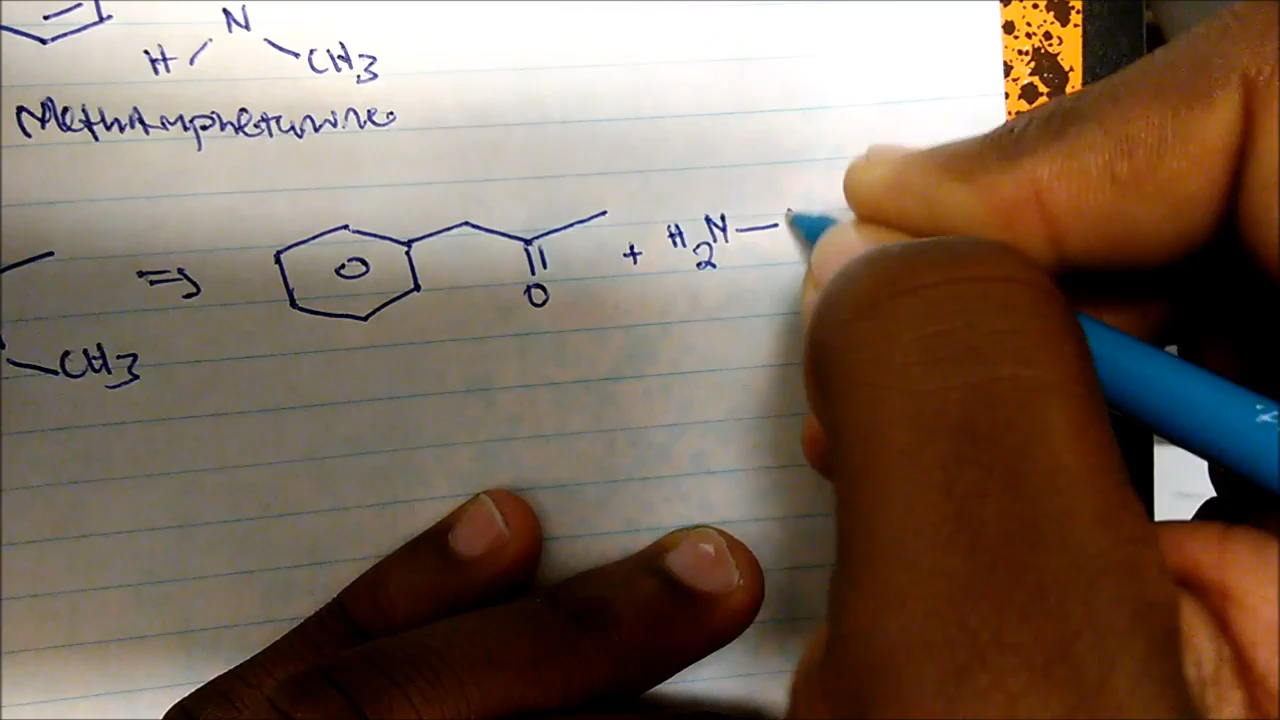 N
H CH3
Methamphetamine
O + H2N
O
CH3